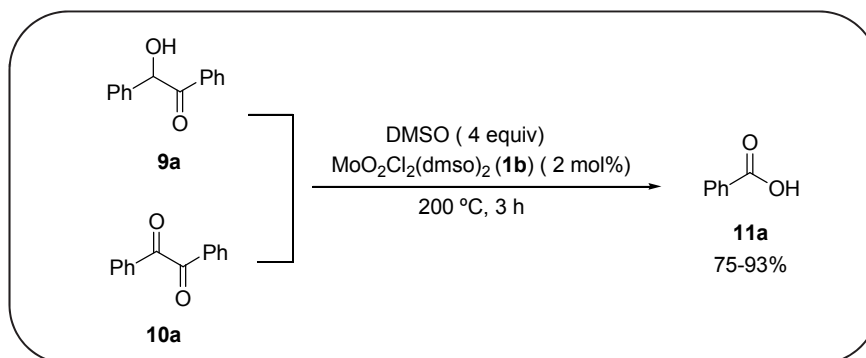 OH
Ph
Ph
O
9a
O
Ph
Ph
O
10a
DMSO ( 4 equiv)
MoO₂Cl₂(dmso)₂ (1b) ( 2 mol%)
200 ºC, 3 h
O
Ph
OH
11a
75-93%